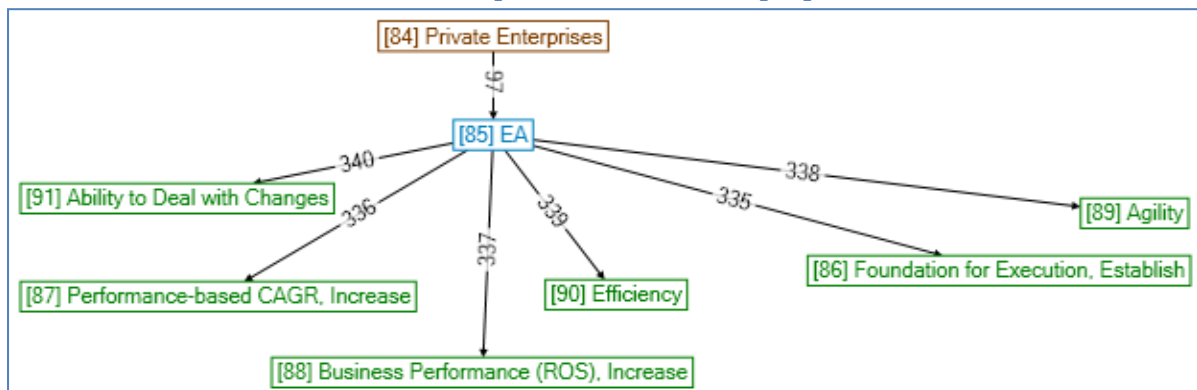 [84] Private Enterprises
97
[85] EA
340
338
336
335
339
337
[91] Ability to Deal with Changes
[89] Agility
[86] Foundation for Execution, Establish
[87] Performance-based CAGR, Increase
[90] Efficiency
[88] Business Performance (ROS), Increase